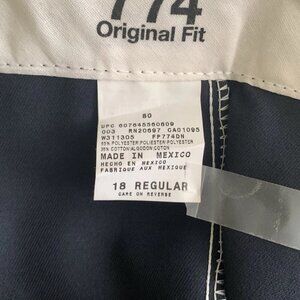 774
Original Fit
80
UPC 607645560609
003 RN20697 CA01095
W311305 FP774DN
65% POLYESTER POLIESTER POLYESTER
35% COTTON ALGODON COTON
MADE IN MEXICO
HECHO EN MEXICO
FABRIQUE AUX MEXIQUE
18 REGULAR
CARE ON REVERSE